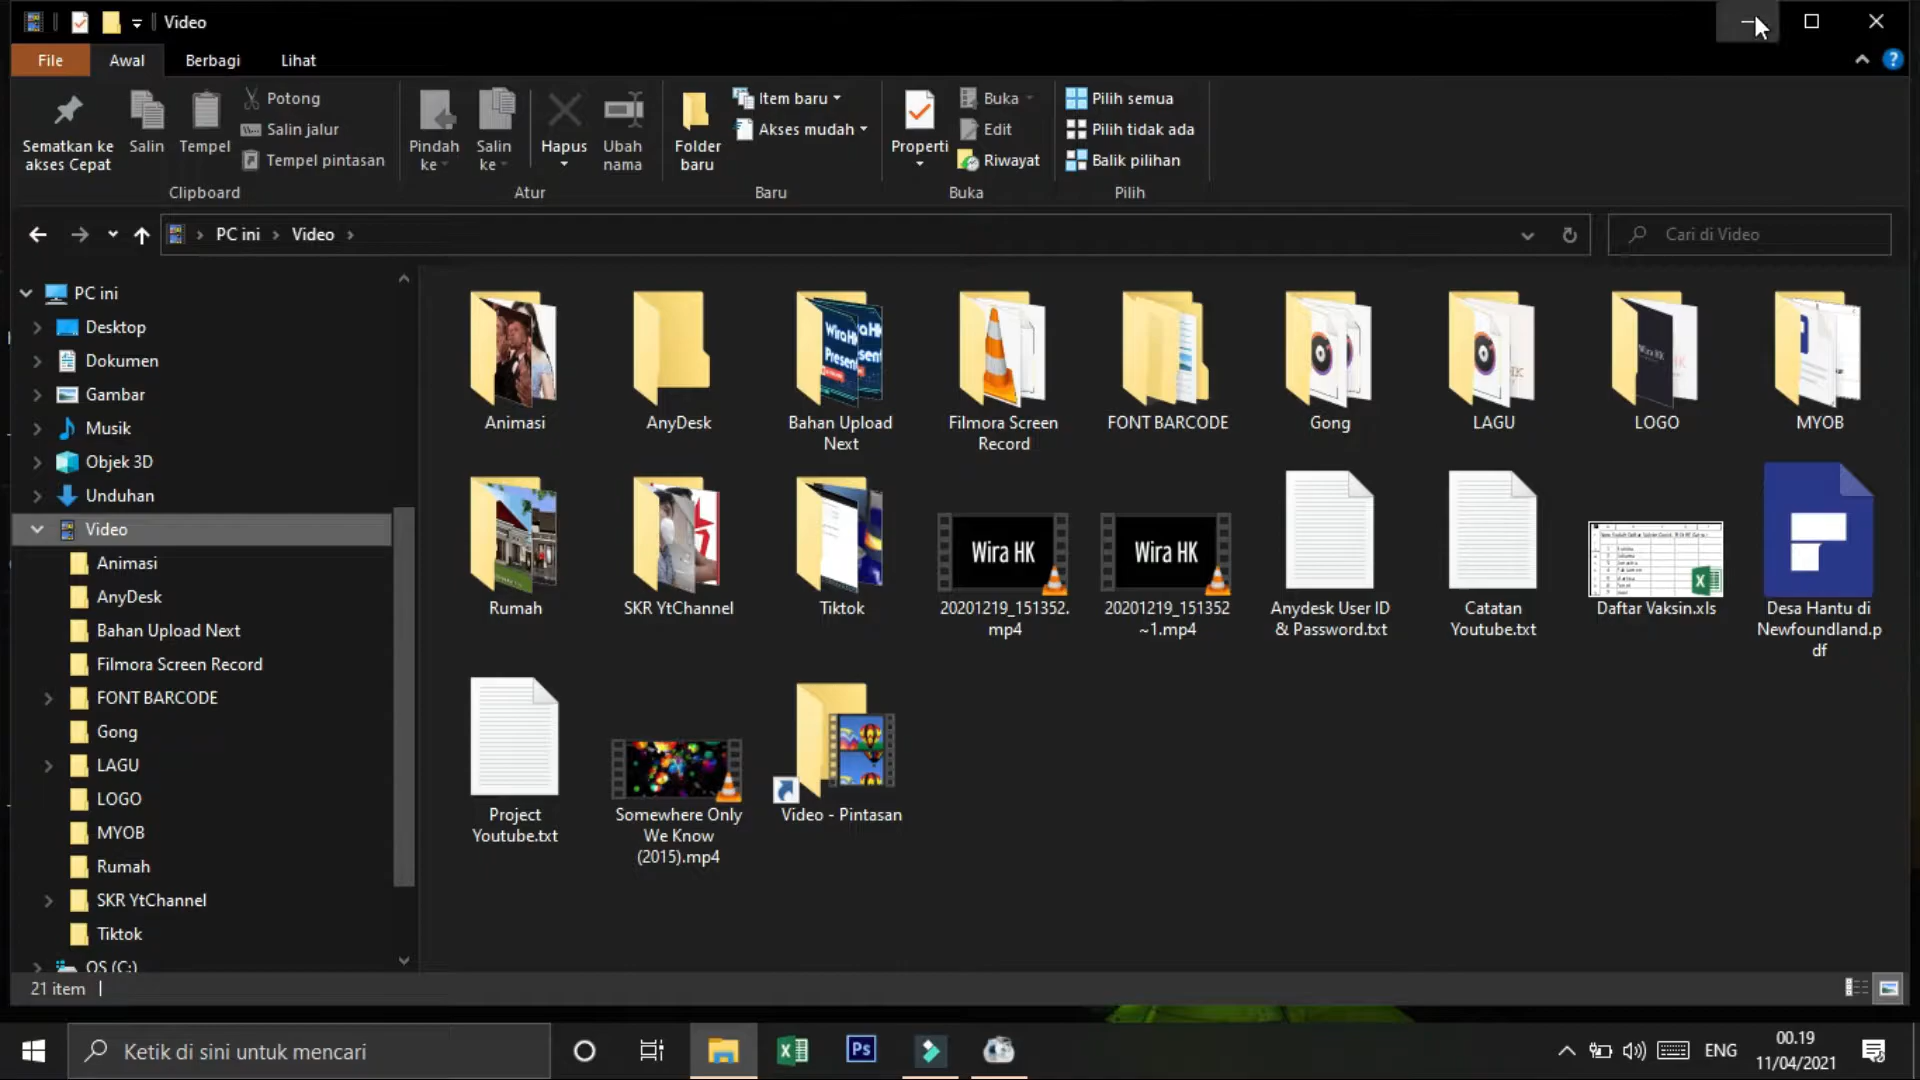 Video
File
Awal
Berbagi
Lihat
Sematkan ke akses Cepat
Salin
Tempel
Potong
Salin jalur
Tempel pintasan
Clipboard
Pindah ke
Salin ke
Hapus
Ubah nama
Atur
Folder baru
Item baru
Akses mudah
Baru
Properti
Buka
Edit
Riwayat
Buka
Pilih semua
Pilih tidak ada
Balik pilihan
Pilih
PC ini
Video
Cari di Video
PC ini
Desktop
Dokumen
Gambar
Musik
Objek 3D
Unduhan
Video
Animasi
AnyDesk
Bahan Upload Next
Filmora Screen Record
FONT BARCODE
Gong
LAGU
LOGO
MYOB
Rumah
SKR YtChannel
Tiktok
OS (C:)
Wira HK
Present
Wira HK
Animasi
AnyDesk
Bahan Upload
Next
Filmora Screen
Record
FONT BARCODE
Gong
LAGU
LOGO
MYOB
Wira HK
Wira HK
Rumah
SKR YtChannel
Tiktok
20201219_151352.
mp4
20201219_151352
~1.mp4
Anydesk User ID
& Password.txt
Catatan
Youtube.txt
Daftar Vaksin.xls
Desa Hantu di
Newfoundland.p
df
Project
Youtube.txt
Somewhere Only
We Know
(2015).mp4
Video - Pintasan
21 item
Ketik di sini untuk mencari
Ps
ENG
00.19
11/04/2021